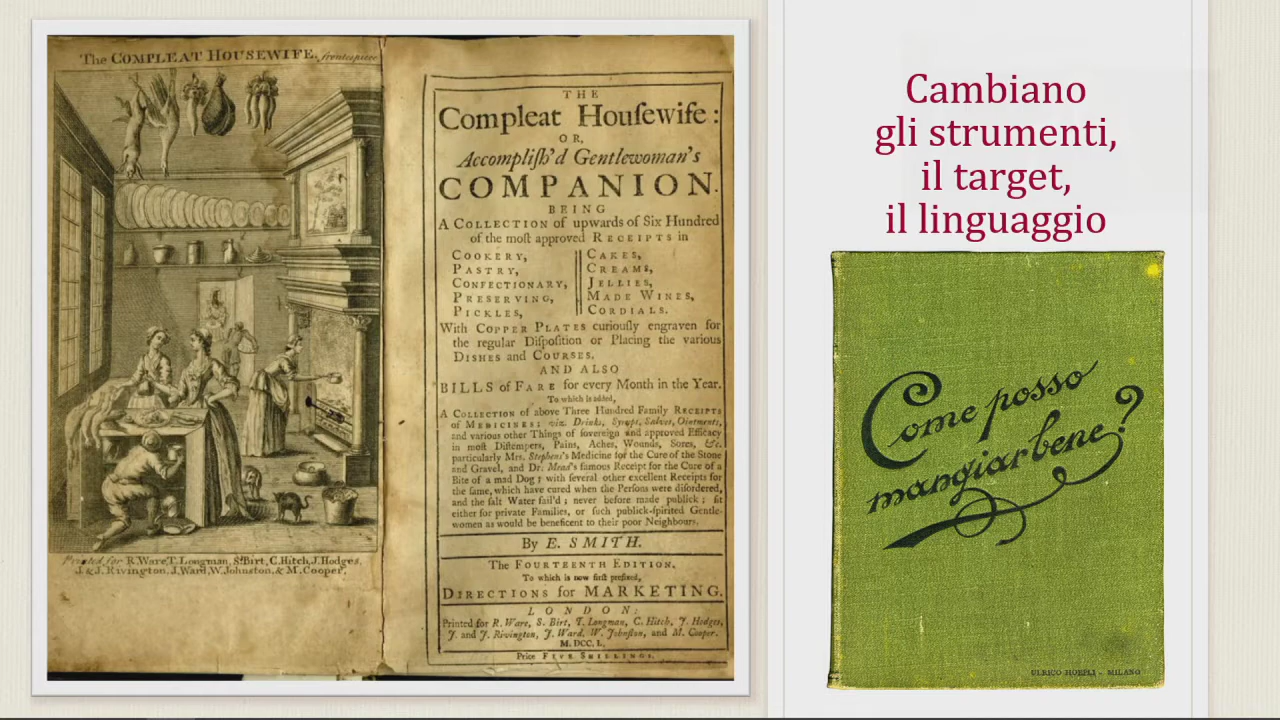 The COMPLEAT HOUSEWIFE. frontispiece
Printed for R. Ware, T. Longman, S. Birt, C. Hitch, J. Hodges,
J. & J. Rivington, J. Ward, W. Johnston, & M. Cooper.
THE
Compleat Houſewife:
OR,
Accompliſh'd Gentlewoman's
COMPANION.
BEING
A COLLECTION of upwards of Six Hundred
of the moſt approved RECEIPTS in
COOKERY,
PASTRY,
CONFECTIONARY,
PRESERVING,
PICKLES,
CAKES,
CREAMS,
JELLIES,
MADE WINES,
CORDIALS.
With COPPER PLATES curiouſly engraven for
the regular Diſpoſition or Placing the various
DISHES and COURSES.
AND ALSO
BILLS of FARE for every Month in the Year.
To which is added,
A COLLECTION of above Three Hundred Family RECEIPTS
of MEDICINES; viz. Drinks, Syrups, Salves, Ointments,
and various other Things of ſovereign and approved Efficacy
in moſt Diſtempers, Pains, Aches, Wounds, Sores, &c.
particularly Mrs. Stephens's Medicine for the Cure of the Stone
and Gravel, and Dr. Mead's famous Receipt for the Cure of a
Bite of a mad Dog; with ſeveral other excellent Receipts for
the ſame, which have cured when the Perſons were diſordered,
and the ſalt Water fail'd; never before made publick; fit
either for private Families, or ſuch publick-ſpirited Gentle-
women as would be beneficent to their poor Neighbours.
By E. SMITH.
The FOURTEENTH EDITION,
To which is now firſt prefixed,
DIRECTIONS for MARKETING.
LONDON:
Printed for R. Ware, S. Birt, T. Longman, C. Hitch, J. Hodges,
J. and J. Rivington, J. Ward, W. Johnſton, and M. Cooper.
M. DCC. L.
Price FIVE SHILLINGS.
Cambiano
gli strumenti,
il target,
il linguaggio
Come posso
mangiar bene?
ULRICO HOEPLI - MILANO